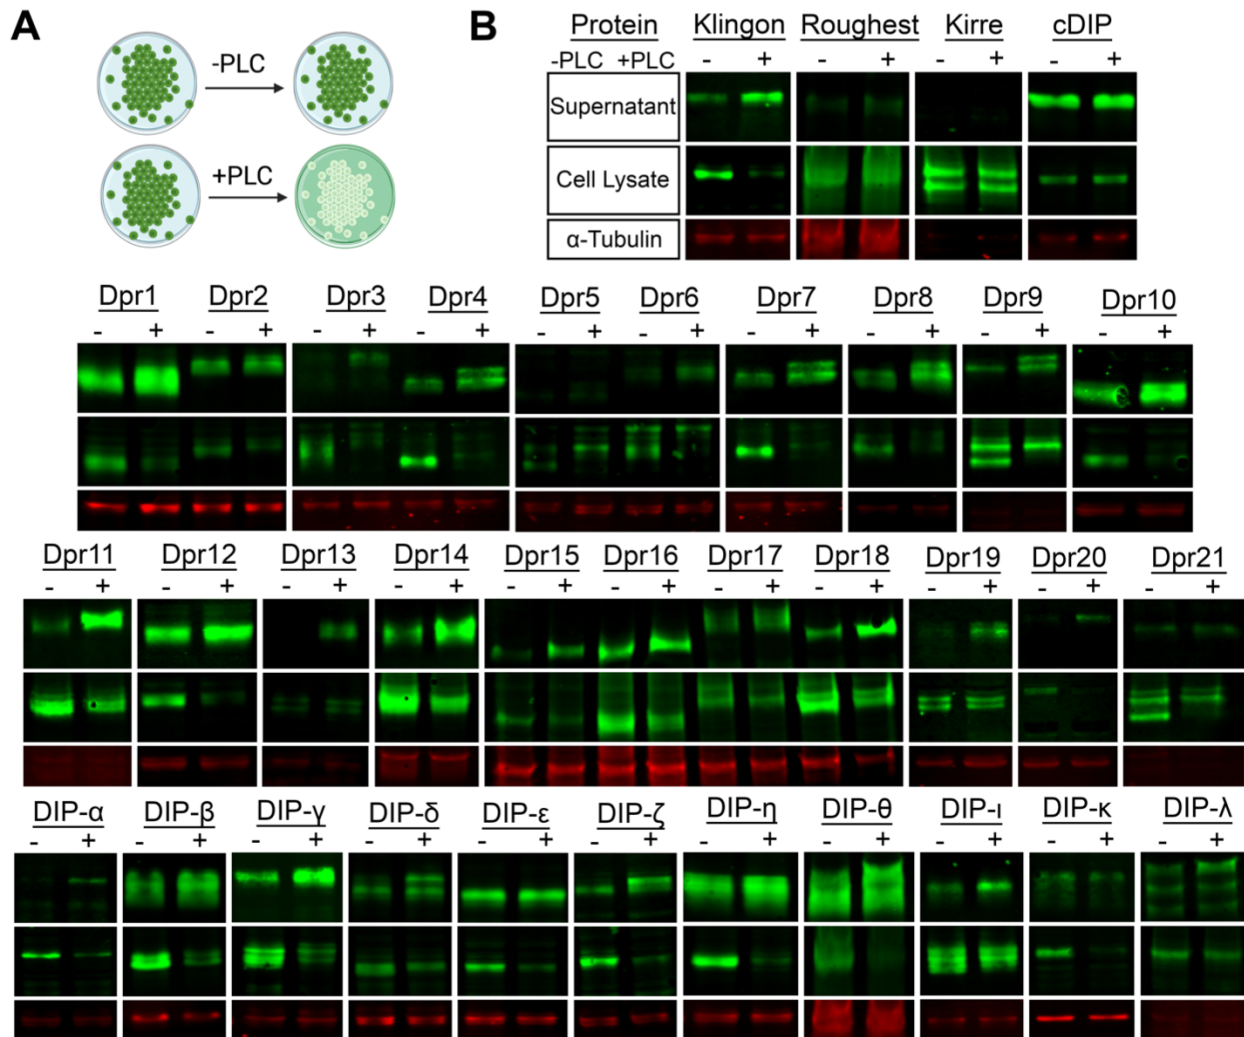 A
-PLC
+PLC
B
Protein Klingon Roughest Kirre cDIP
-PLC +PLC - + - + - + - +
Supernatant
Cell Lysate
α-Tubulin
Dpr1 Dpr2 Dpr3 Dpr4 Dpr5 Dpr6 Dpr7 Dpr8 Dpr9 Dpr10
- + - + - + - + - + - + - + - + - + - +
Dpr11 Dpr12 Dpr13 Dpr14 Dpr15 Dpr16 Dpr17 Dpr18 Dpr19 Dpr20 Dpr21
- + - + - + - + - + - + - + - + - + - + - +
DIP-α DIP-β DIP-γ DIP-δ DIP-ε DIP-ζ DIP-η DIP-θ DIP-ι DIP-κ DIP-λ
- + - + - + - + - + - + - + - + - + - + - +